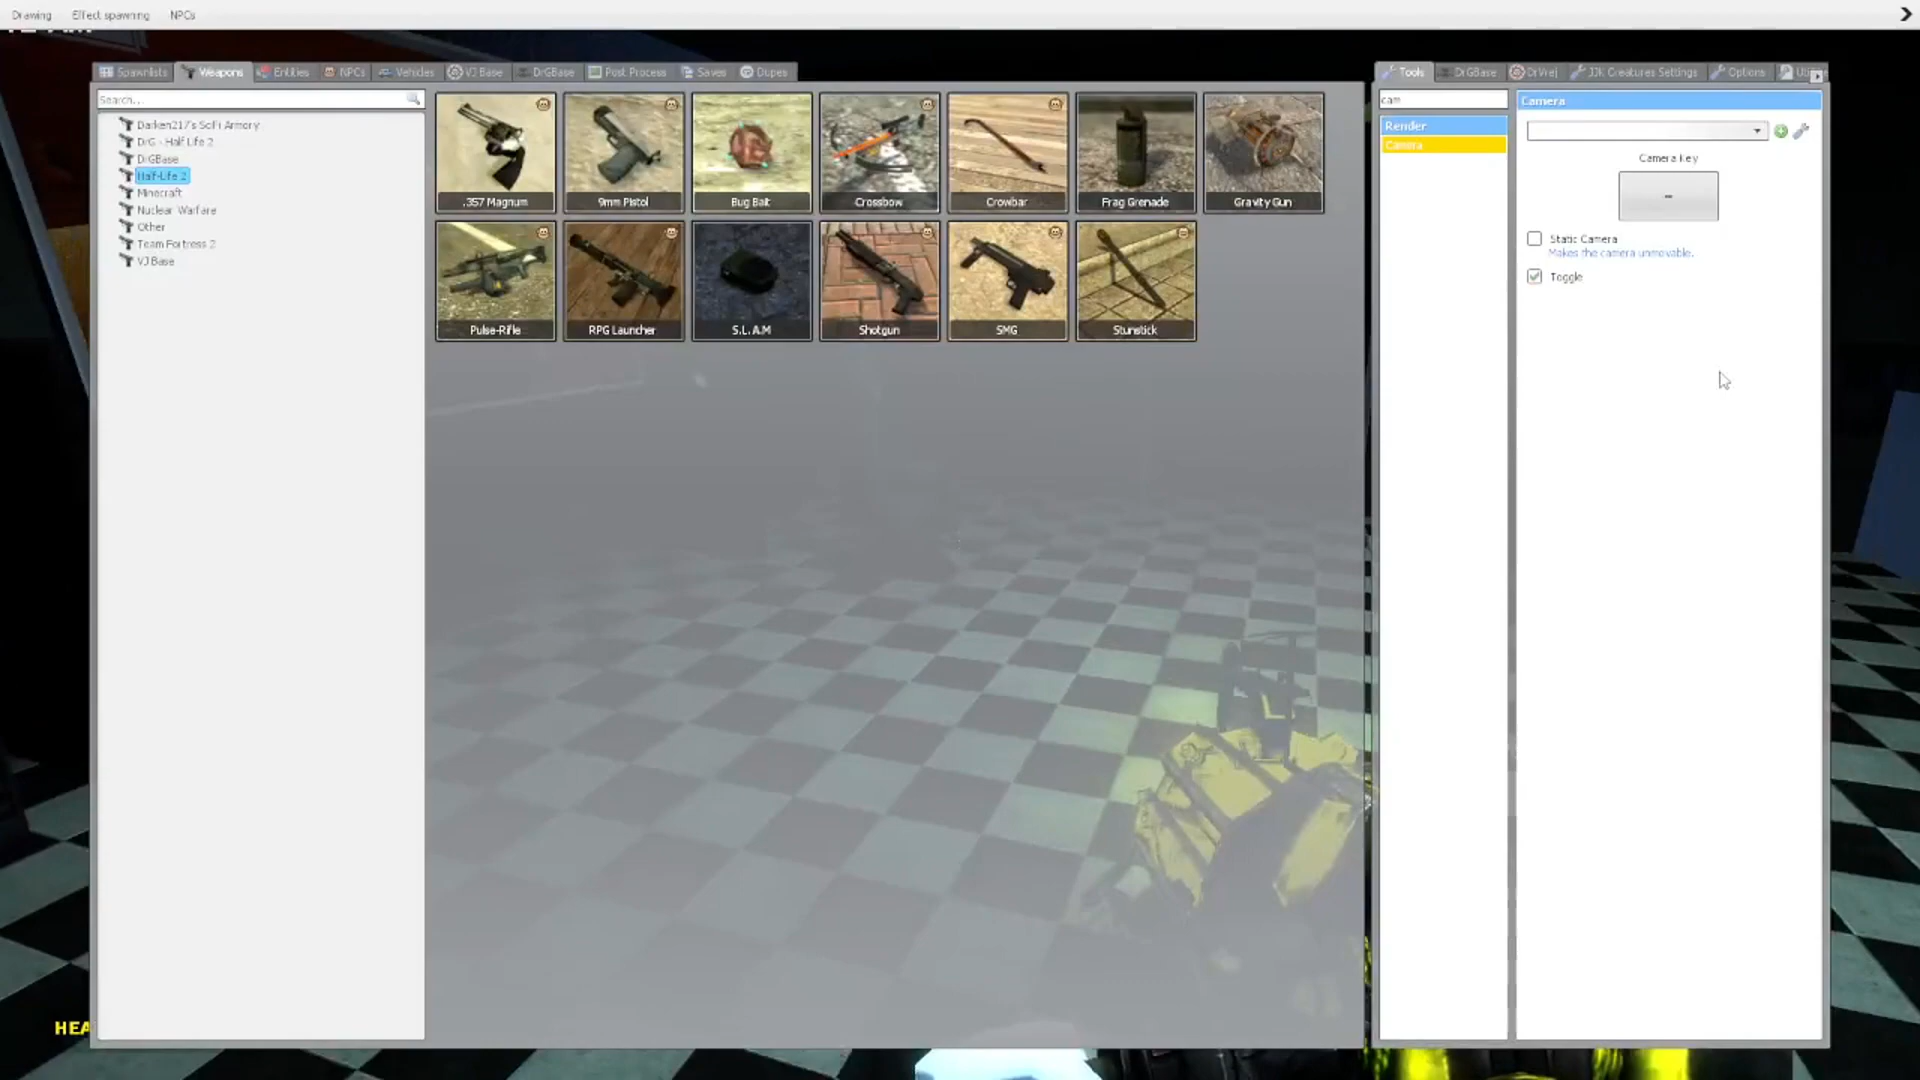 Drawing Effect spawning NPCs
Spawnlists Weapons Entities NPCs Vehicles VJ Base DrGBase Post Process Saves Dupes
Tools DrGBase DrVrej JJK Creatures Settings Options
Search...
cam
Camera
Darken217's SciFi Armory
DrG - Half Life 2
DrGBase
Half-Life 2
Minecraft
Nuclear Warfare
Other
Team Fortress 2
VJ Base
.357 Magnum 9mm Pistol Bug Bait Crossbow Crowbar Frag Grenade Gravity Gun
Pulse-Rifle RPG Launcher S.L.A.M Shotgun SMG Stunstick
Render
Camera
Camera Key
Static Camera
Makes the camera unmovable.
Toggle
HEA